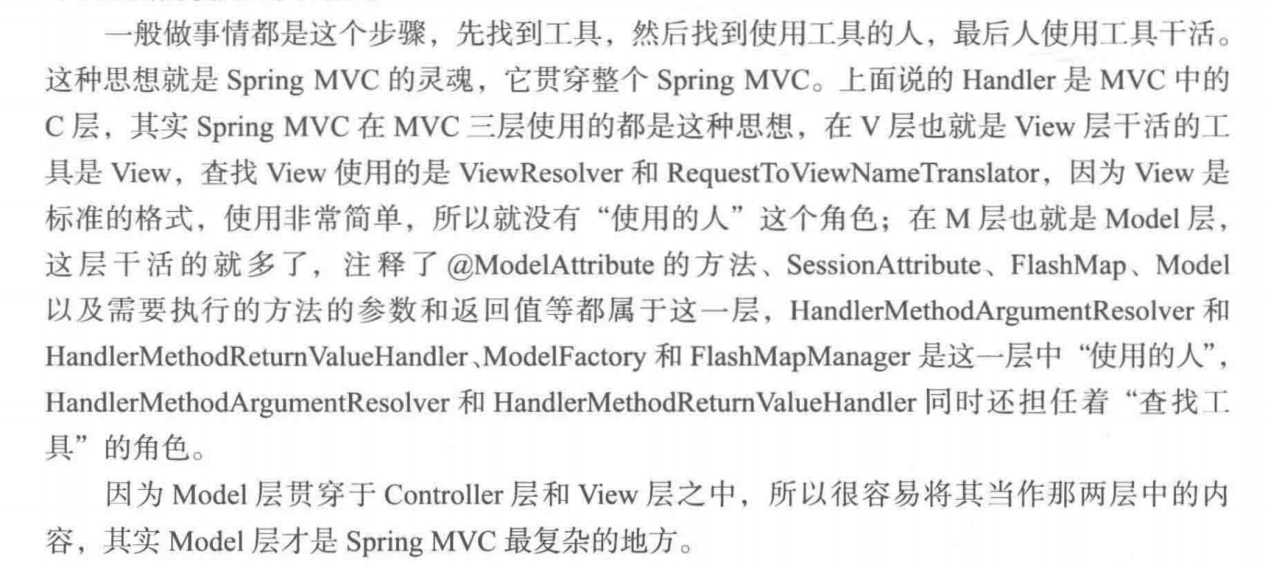 一般做事情都是这个步骤，先找到工具，然后找到使用工具的人，最后人使用工具干活。
这种思想就是 Spring MVC 的灵魂，它贯穿整个 Spring MVC。上面说的 Handler 是 MVC 中的
C 层，其实 Spring MVC 在 MVC 三层使用的都是这种思想，在 V 层也就是 View 层干活的工
具是 View，查找 View 使用的是 ViewResolver 和 RequestToViewNameTranslator，因为 View 是
标准的格式，使用非常简单，所以就没有“使用的人”这个角色；在 M 层也就是 Model 层，
这层干活的就多了，注释了 @ModelAttribute 的方法、SessionAttribute、FlashMap、Model
以及需要执行的方法的参数和返回值等都属于这一层，HandlerMethodArgumentResolver 和
HandlerMethodReturnValueHandler、ModelFactory 和 FlashMapManager 是这一层中“使用的人”，
HandlerMethodArgumentResolver 和 HandlerMethodReturnValueHandler 同时还担任着“查找工
具”的角色。
因为 Model 层贯穿于 Controller 层和 View 层之中，所以很容易将其当作那两层中的内
容，其实 Model 层才是 Spring MVC 最复杂的地方。